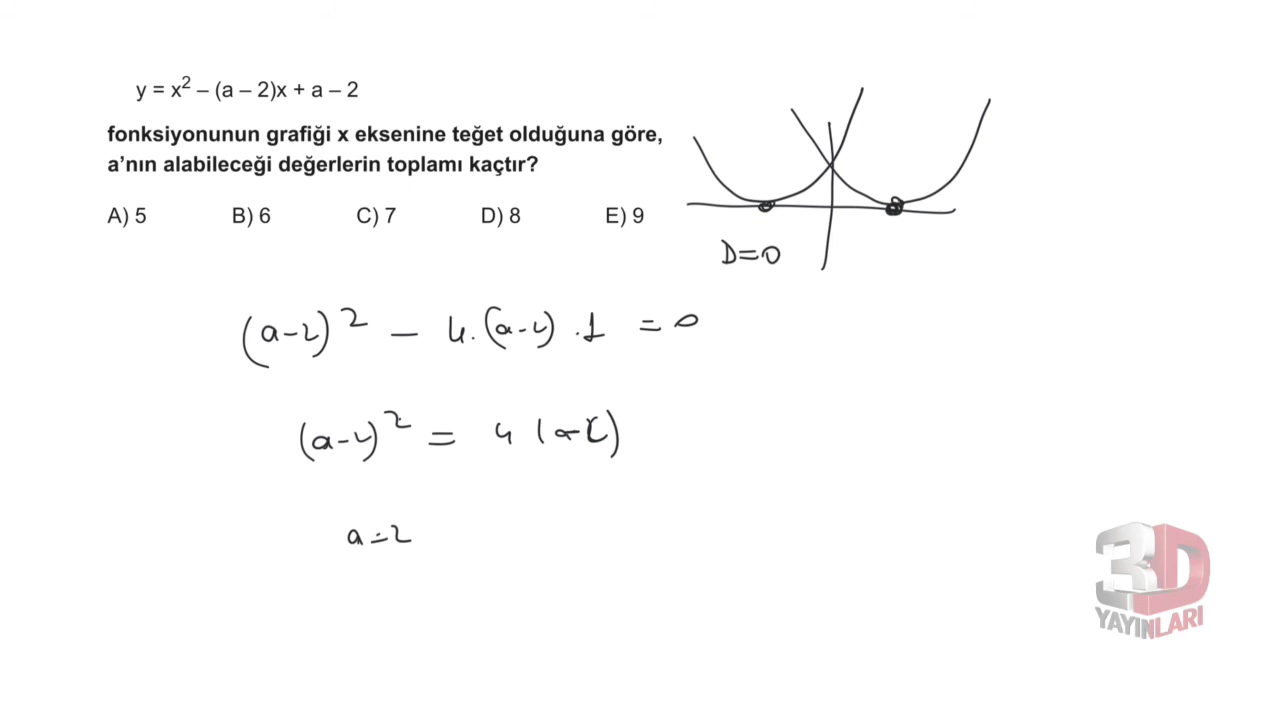 y = x² – (a – 2)x + a – 2
fonksiyonunun grafiği x eksenine teğet olduğuna göre,
a’nın alabileceği değerlerin toplamı kaçtır?
A) 5 B) 6 C) 7 D) 8 E) 9
D=0
(a-2)² - 4.(a-2).1 = 0
(a-2)² = 4(a-2)
a=2
3D
YAYINLARI